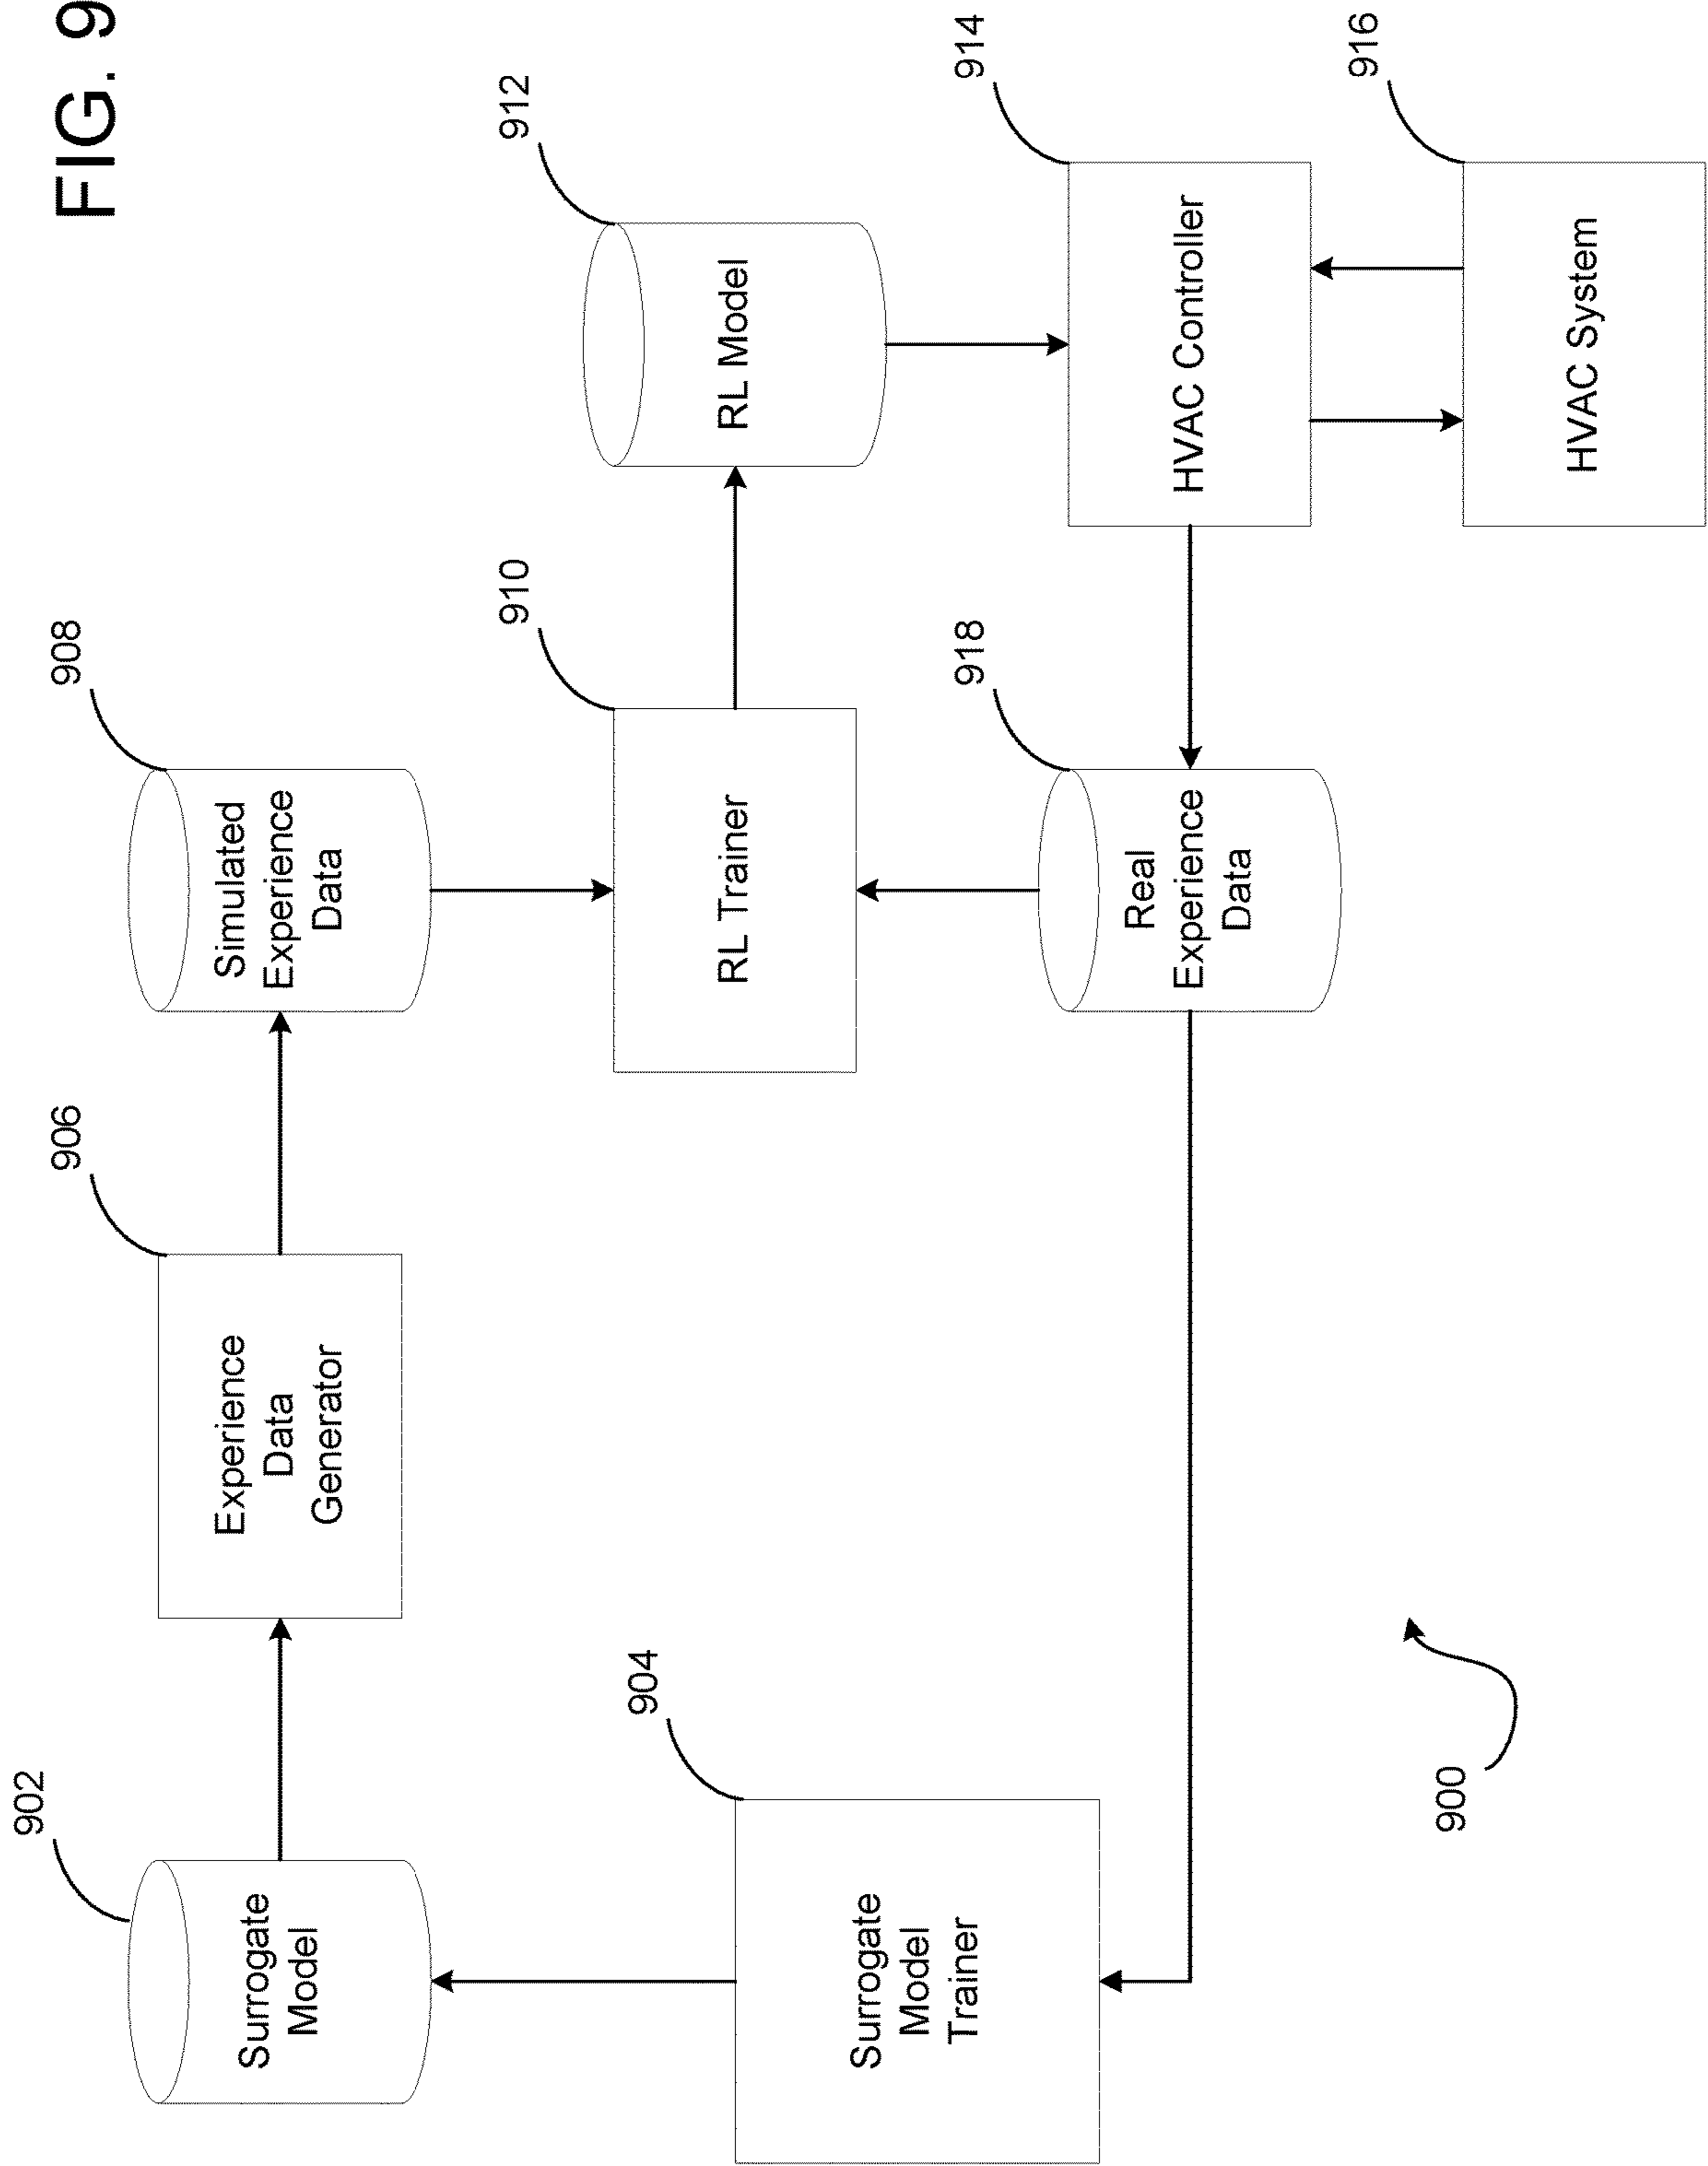 FIG. 9
902
Surrogate
Model
906
Experience
Data
Generator
908
Simulated
Experience
Data
904
Surrogate
Model
Trainer
910
RL Trainer
912
RL Model
918
Real
Experience
Data
914
HVAC Controller
916
HVAC System
900